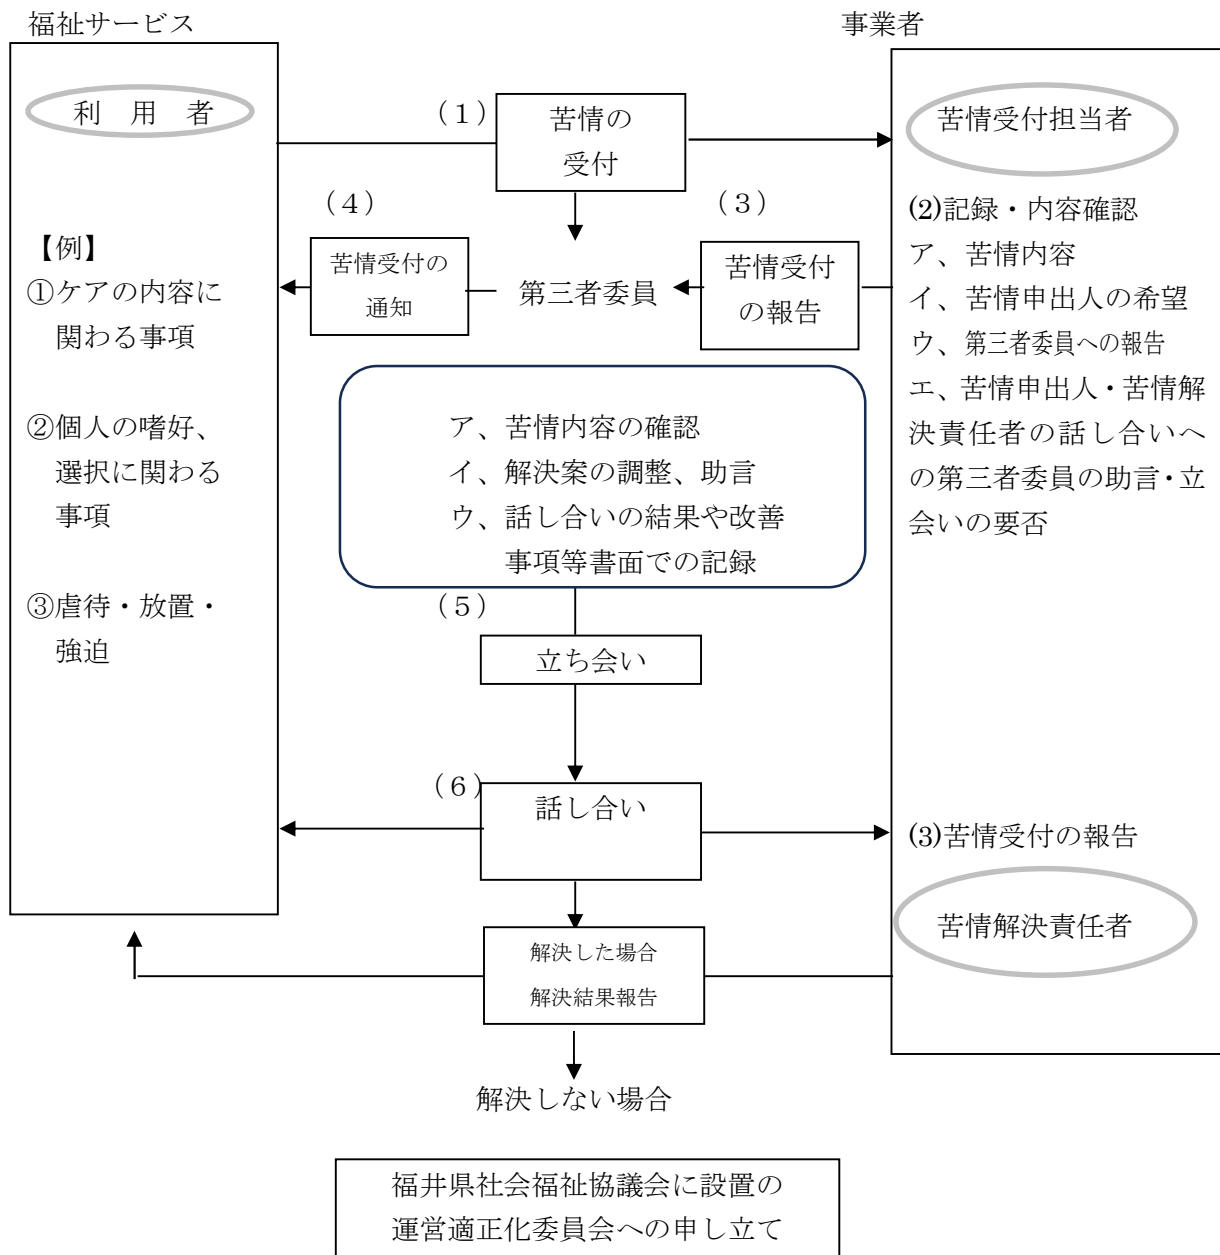 福祉サービス
事業者
利　用　者
【例】
①ケアの内容に
関わる事項
②個人の嗜好、
選択に関わる
事項
③虐待・放置・
強迫
（1）
苦情の
受付
苦情受付担当者
(2)記録・内容確認
ア、苦情内容
イ、苦情申出人の希望
ウ、第三者委員への報告
エ、苦情申出人・苦情解
決責任者の話し合いへ
の第三者委員の助言・立
会いの要否
（3）
苦情受付
の報告
第三者委員
（4）
苦情受付の
通知
ア、苦情内容の確認
イ、解決案の調整、助言
ウ、話し合いの結果や改善
事項等書面での記録
（5）
立ち会い
（6）
話し合い
(3)苦情受付の報告
苦情解決責任者
解決した場合
解決結果報告
解決しない場合
福井県社会福祉協議会に設置の
運営適正化委員会への申し立て